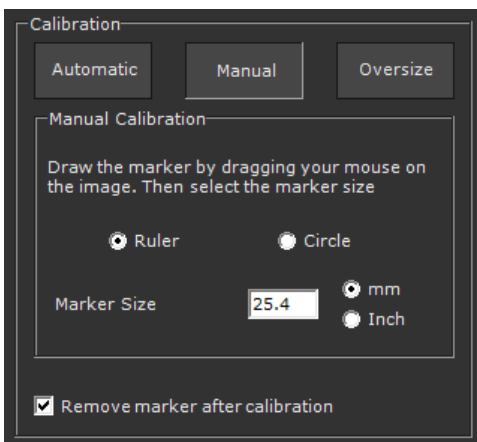 Calibration
Automatic Manual Oversize
Manual Calibration
Draw the marker by dragging your mouse on
the image. Then select the marker size
Ruler Circle
Marker Size 25.4 mm
Inch
Remove marker after calibration